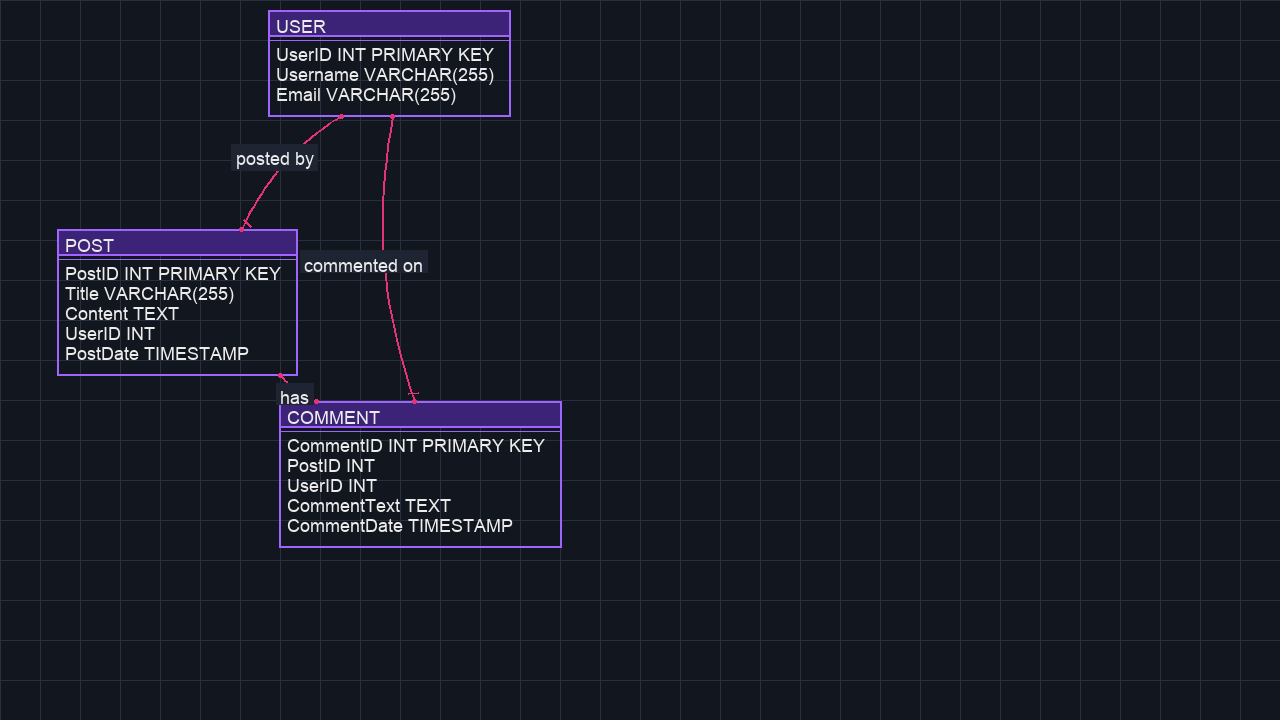 USER
UserID INT PRIMARY KEY
Username VARCHAR(255)
Email VARCHAR(255)
posted by
POST
PostID INT PRIMARY KEY
Title VARCHAR(255)
Content TEXT
UserID INT
PostDate TIMESTAMP
commented on
has
COMMENT
CommentID INT PRIMARY KEY
PostID INT
UserID INT
CommentText TEXT
CommentDate TIMESTAMP